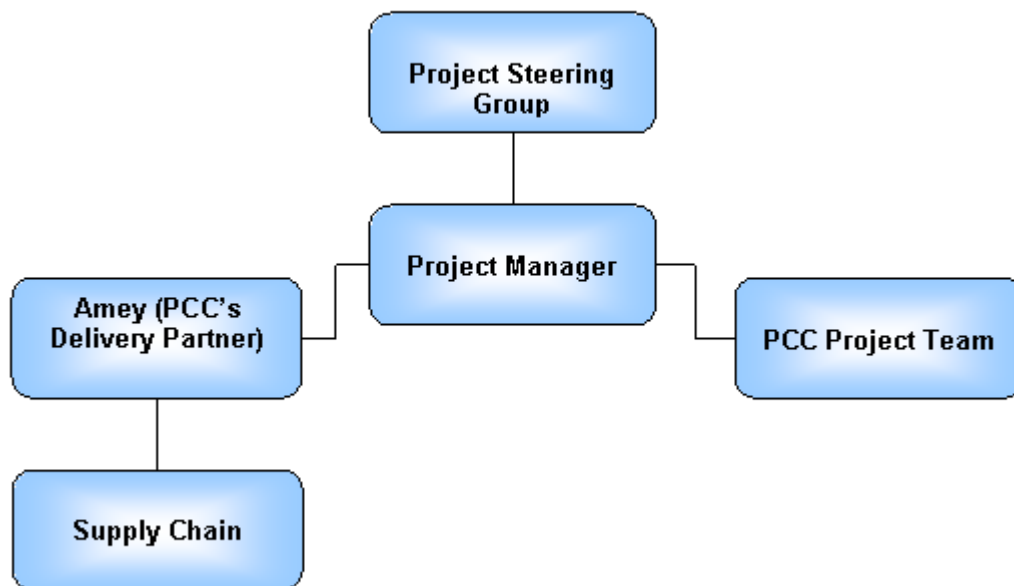 Project Steering
Group
Project Manager
Amey (PCC’s
Delivery Partner)
PCC Project Team
Supply Chain